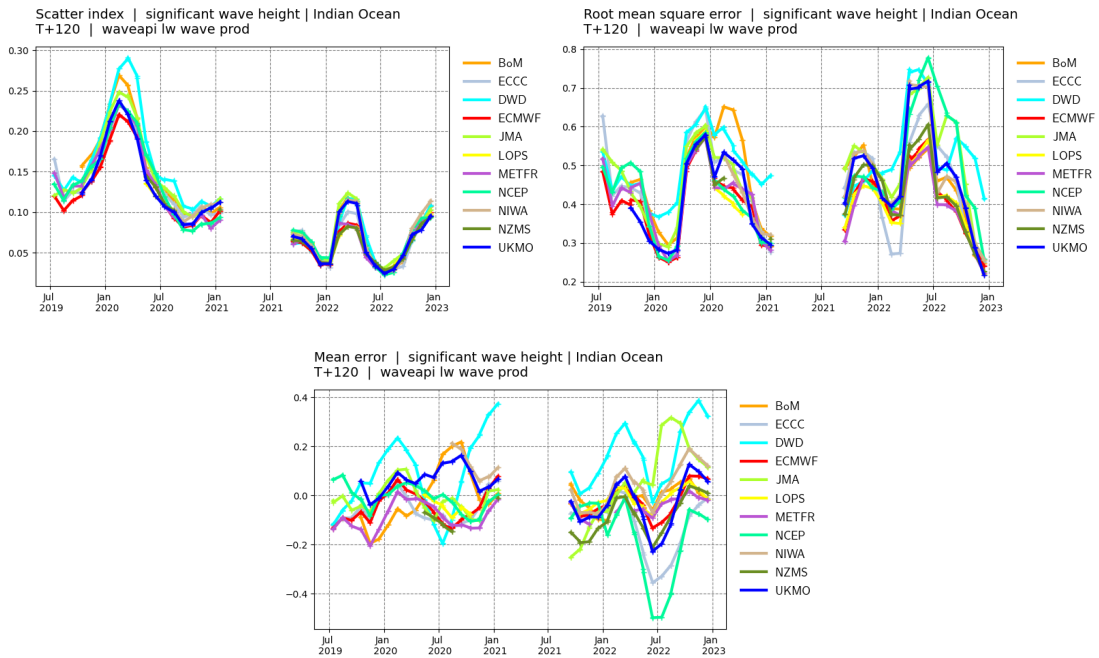 Scatter index | significant wave height | Indian Ocean
T+120 | waveapi lw wave prod
0.30
0.25
0.20
0.15
0.10
0.05
Jul 2019
Jan 2020
Jul 2020
Jan 2021
Jul 2021
Jan 2022
Jul 2022
Jan 2023
BoM
ECCC
DWD
ECMWF
JMA
LOPS
METFR
NCEP
NIWA
NZMS
UKMO
Root mean square error | significant wave height | Indian Ocean
T+120 | waveapi lw wave prod
0.8
0.7
0.6
0.5
0.4
0.3
0.2
Jul 2019
Jan 2020
Jul 2020
Jan 2021
Jul 2021
Jan 2022
Jul 2022
Jan 2023
BoM
ECCC
DWD
ECMWF
JMA
LOPS
METFR
NCEP
NIWA
NZMS
UKMO
Mean error | significant wave height | Indian Ocean
T+120 | waveapi lw wave prod
0.4
0.2
0.0
−0.2
−0.4
Jul 2019
Jan 2020
Jul 2020
Jan 2021
Jul 2021
Jan 2022
Jul 2022
Jan 2023
BoM
ECCC
DWD
ECMWF
JMA
LOPS
METFR
NCEP
NIWA
NZMS
UKMO